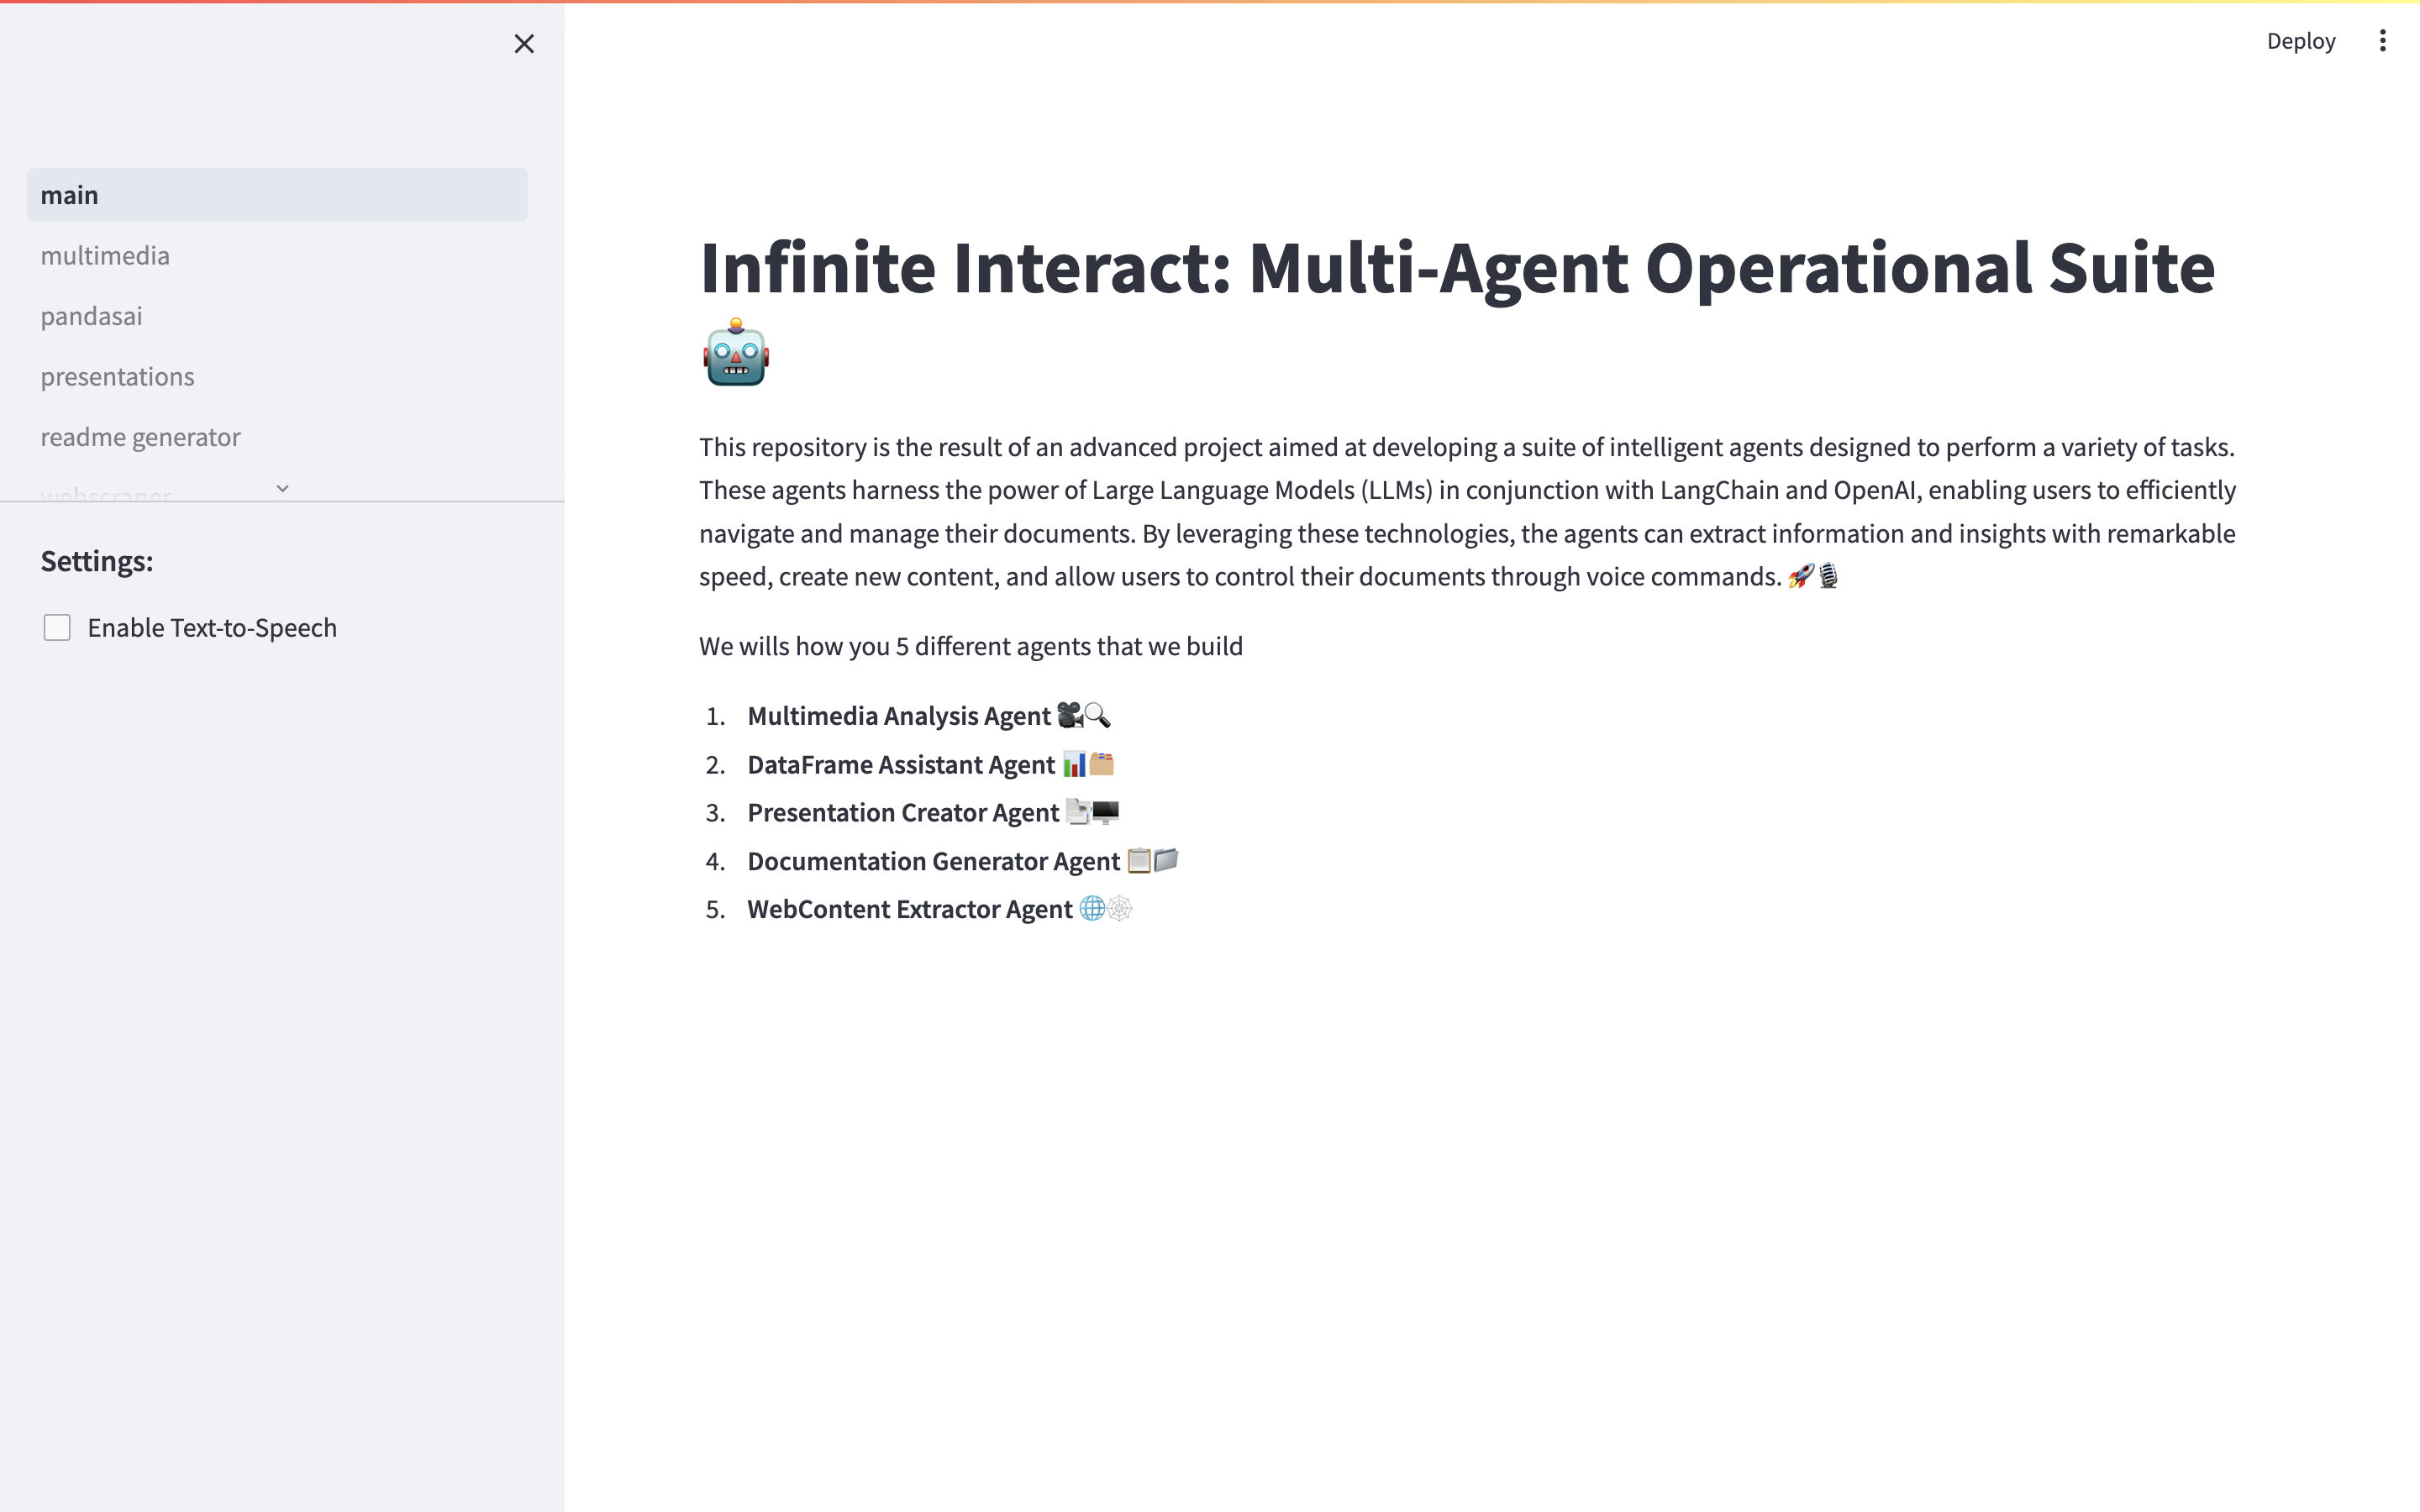 Deploy
main
multimedia
pandasai
presentations
readme generator
webscraper
Settings:
Enable Text-to-Speech
Infinite Interact: Multi-Agent Operational Suite
🤖
This repository is the result of an advanced project aimed at developing a suite of intelligent agents designed to perform a variety of tasks.
These agents harness the power of Large Language Models (LLMs) in conjunction with LangChain and OpenAI, enabling users to efficiently
navigate and manage their documents. By leveraging these technologies, the agents can extract information and insights with remarkable
speed, create new content, and allow users to control their documents through voice commands. 🚀🎙️
We wills how you 5 different agents that we build
1. Multimedia Analysis Agent 🎥🔍
2. DataFrame Assistant Agent 📊🗂️
3. Presentation Creator Agent 📑🖥️
4. Documentation Generator Agent 📋📁
5. WebContent Extractor Agent 🌐🕸️